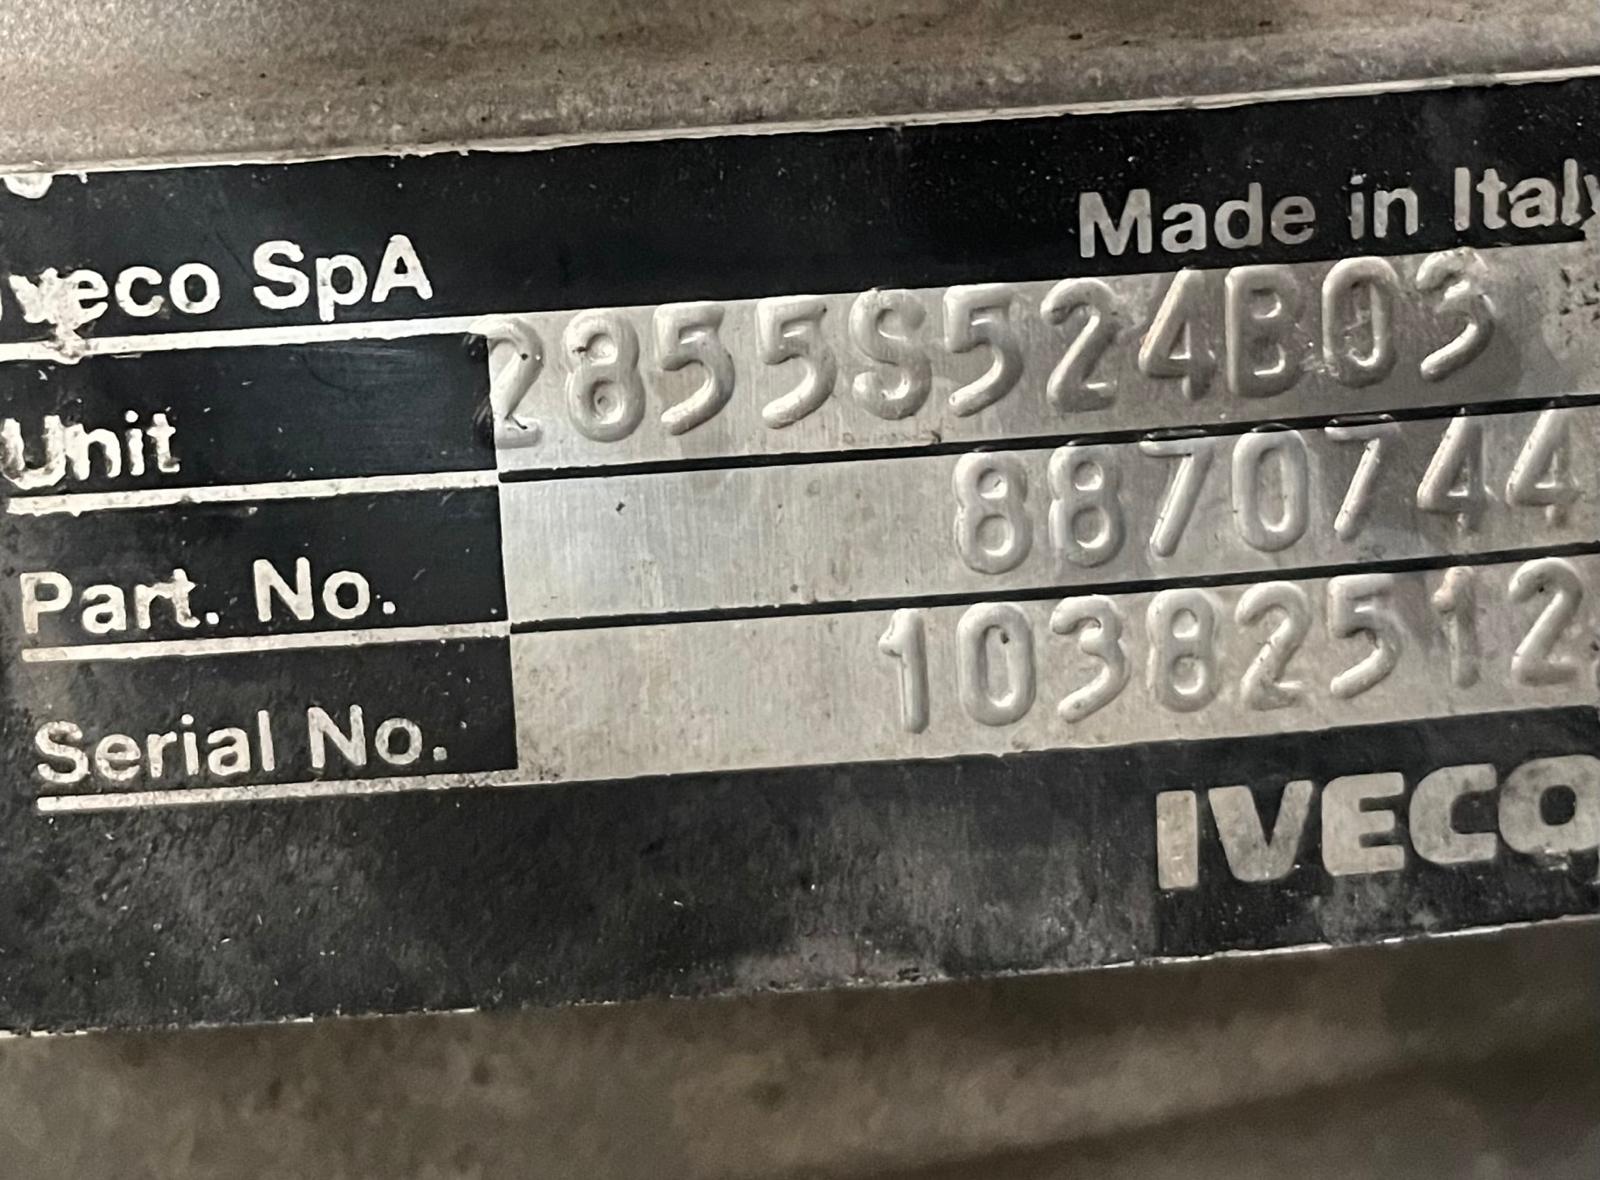 Iveco SpA
Made in Italy
Unit 2855S524B03
Part. No. 8870744
Serial No. 10382512
IVECO